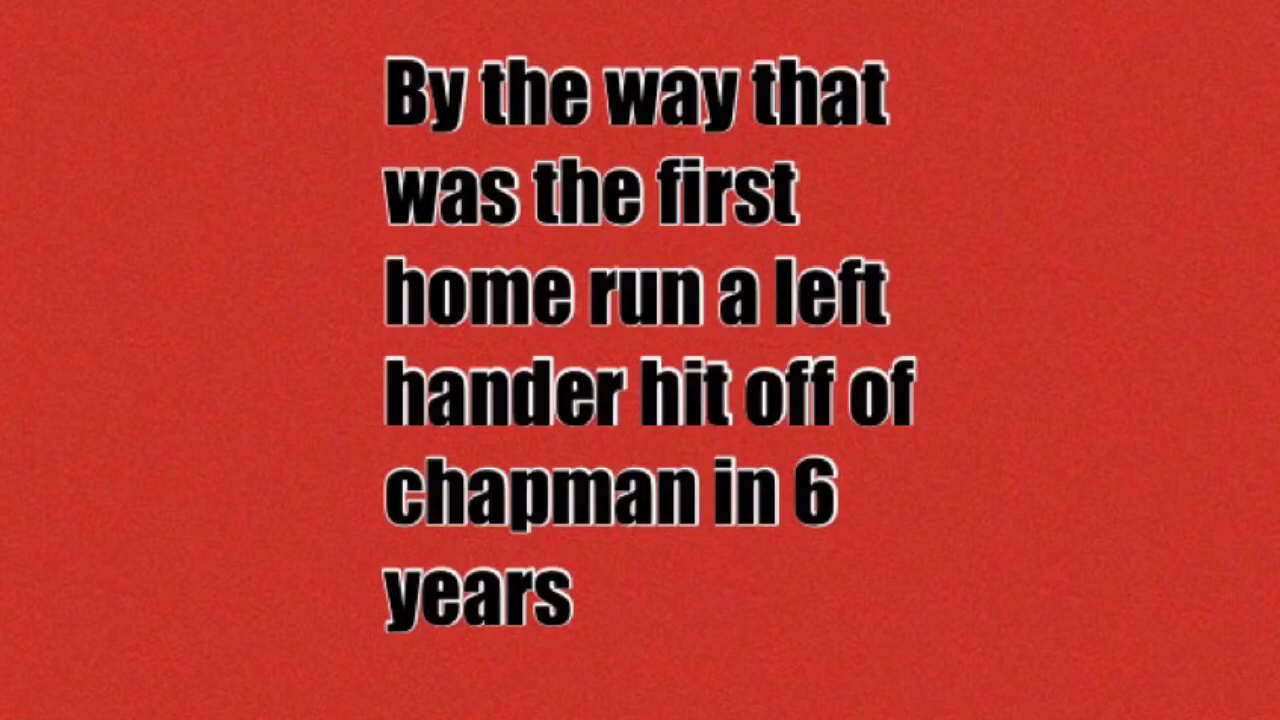 By the way that
was the first
home run a left
hander hit off of
chapman in 6
years